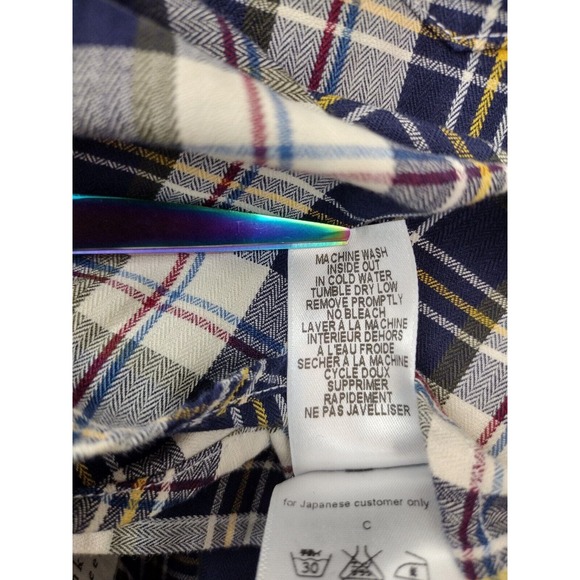 MACHINE WASH
INSIDE OUT
IN COLD WATER
TUMBLE DRY LOW
REMOVE PROMPTLY
NO BLEACH
LAVER À LA MACHINE
INTÉRIEUR DEHORS
À L'EAU FROIDE
SECHER À LA MACHINE
CYCLE DOUX
SUPPRIMER
RAPIDEMENT
NE PAS JAVELLISER
for Japanese customer only
C
30